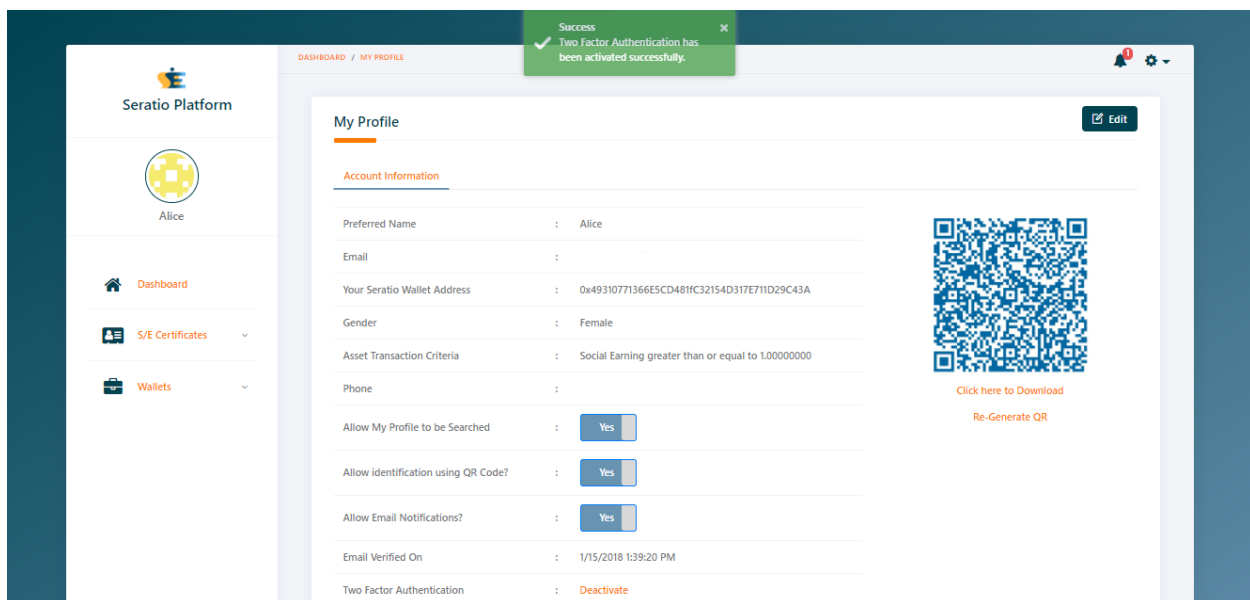 Success
Two Factor Authentication has
been activated successfully.
DASHBOARD / MY PROFILE
1
Seratio Platform
Alice
Dashboard
S/E Certificates
Wallets
My Profile
Edit
Account Information
Preferred Name : Alice
Email :
Your Seratio Wallet Address : 0x49310771366E5CD481fC32154D317E711D29C43A
Gender : Female
Asset Transaction Criteria : Social Earning greater than or equal to 1.00000000
Phone :
Allow My Profile to be Searched : Yes
Allow identification using QR Code? : Yes
Allow Email Notifications? : Yes
Email Verified On : 1/15/2018 1:39:20 PM
Two Factor Authentication : Deactivate
Click here to Download
Re-Generate QR